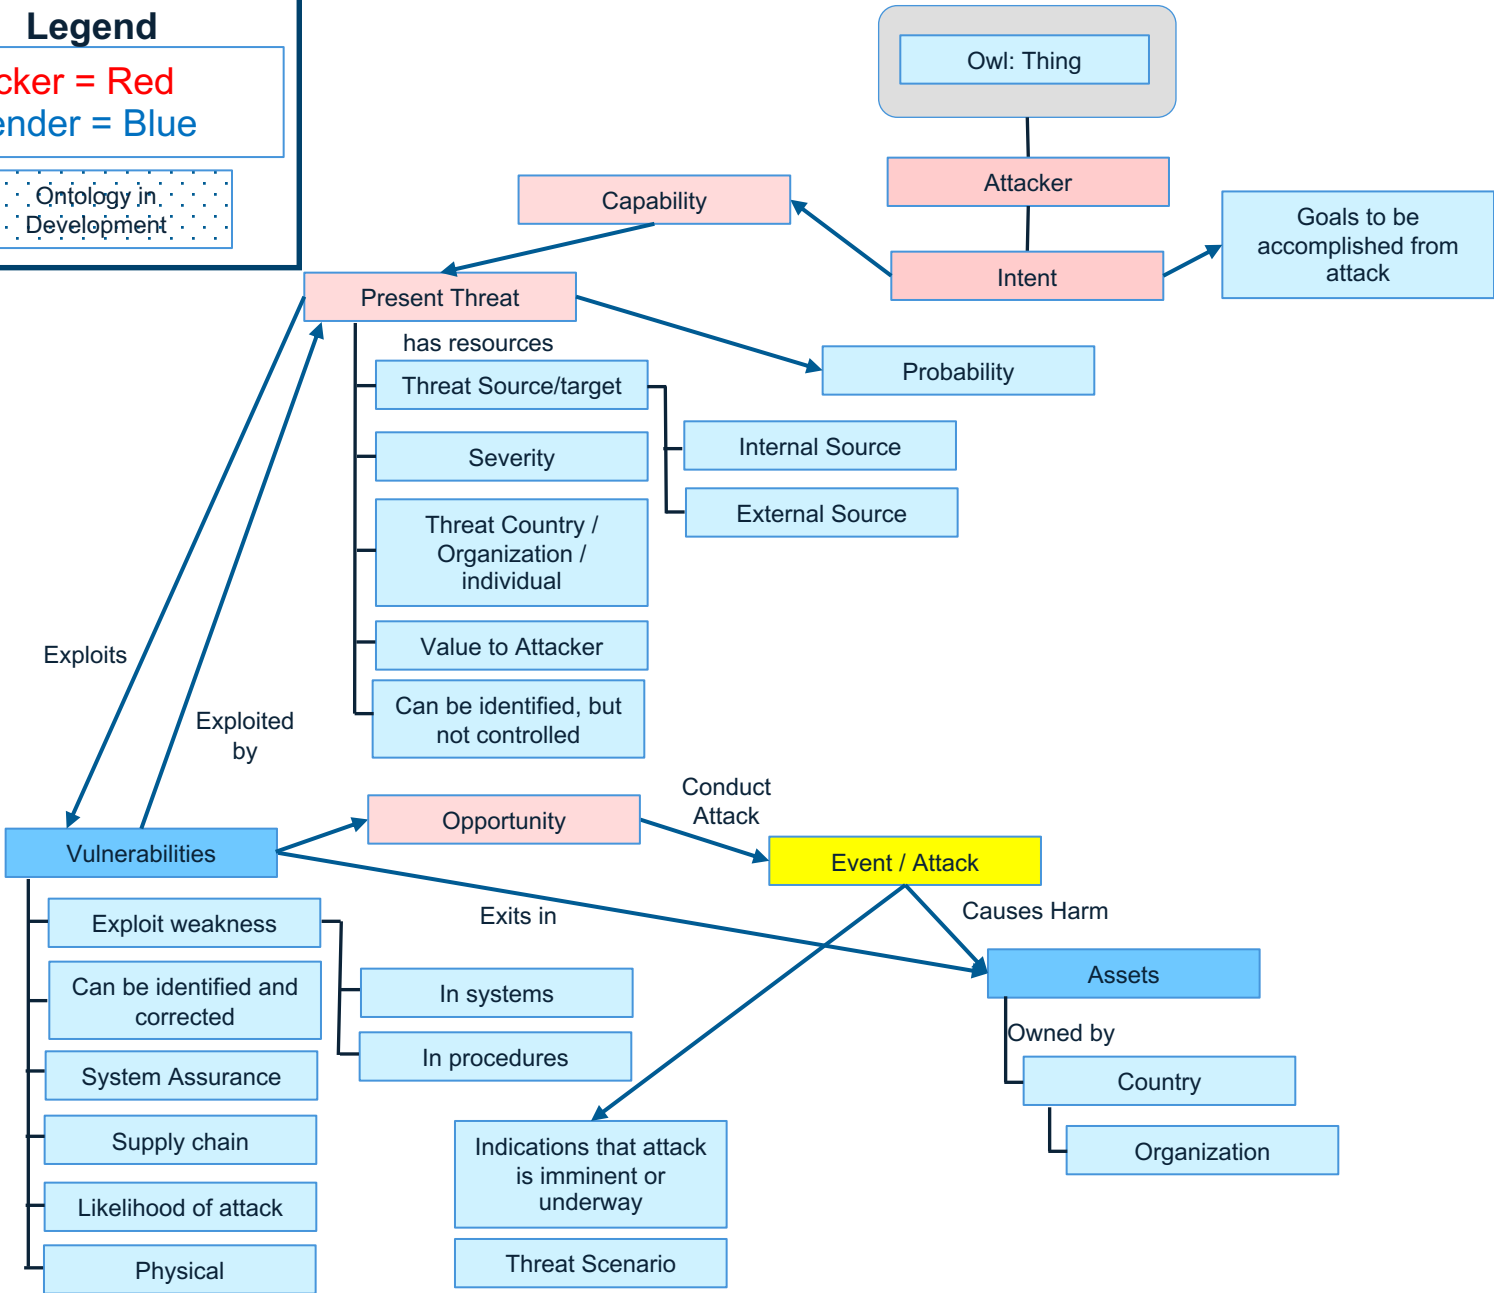 Legend
cker = Red
ender = Blue
Ontology in
Development
Owl: Thing
Attacker
Capability
Intent
Goals to be
accomplished from
attack
Present Threat
has resources
Threat Source/target
Probability
Internal Source
Severity
External Source
Threat Country /
Organization /
individual
Value to Attacker
Can be identified, but
not controlled
Exploits
Exploited
by
Conduct
Attack
Opportunity
Vulnerabilities
Event / Attack
Exits in
Causes Harm
Exploit weakness
Can be identified and
corrected
In systems
In procedures
System Assurance
Supply chain
Likelihood of attack
Physical
Assets
Owned by
Country
Organization
Indications that attack
is imminent or
underway
Threat Scenario